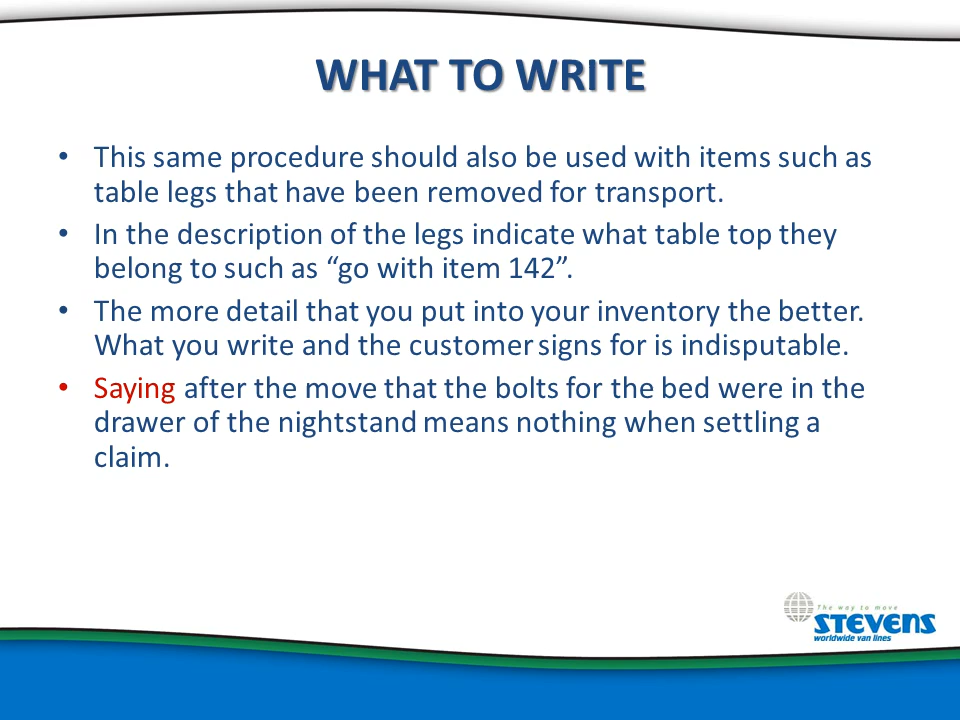 WHAT TO WRITE
• This same procedure should also be used with items such as
table legs that have been removed for transport.
• In the description of the legs indicate what table top they
belong to such as “go with item 142”.
• The more detail that you put into your inventory the better.
What you write and the customer signs for is indisputable.
• Saying after the move that the bolts for the bed were in the
drawer of the nightstand means nothing when settling a
claim.
The way to move
STEVENS
worldwide van lines